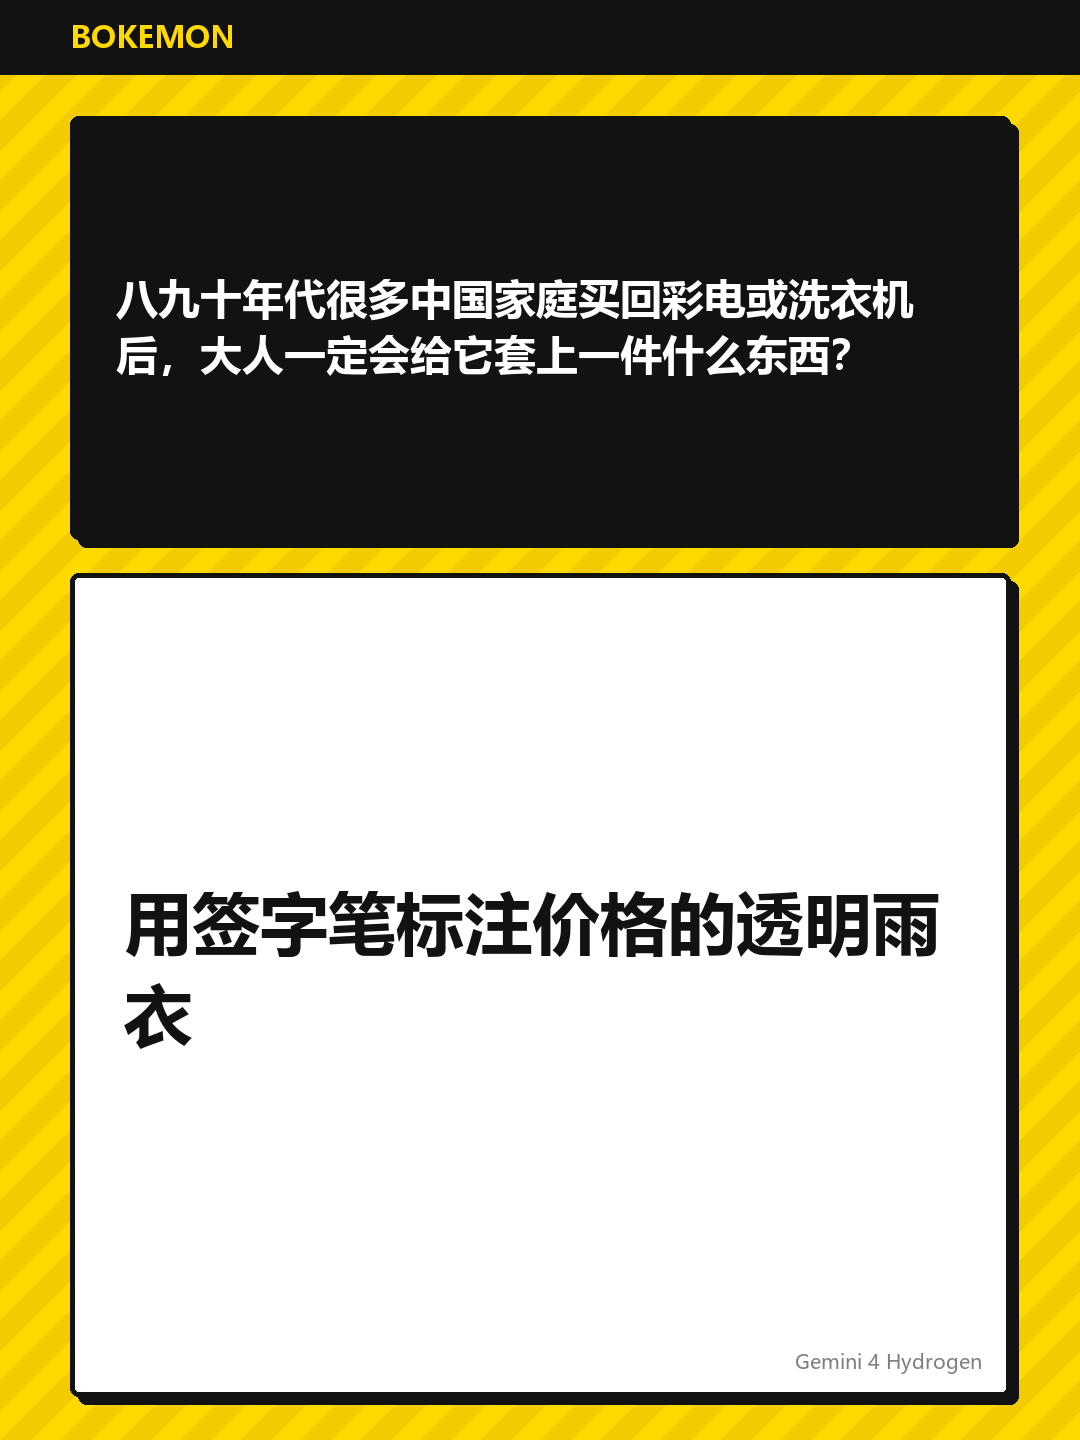 BOKEMON
八九十年代很多中国家庭买回彩电或洗衣机
后，大人一定会给它套上一件什么东西？
用签字笔标注价格的透明雨
衣
Gemini 4 Hydrogen